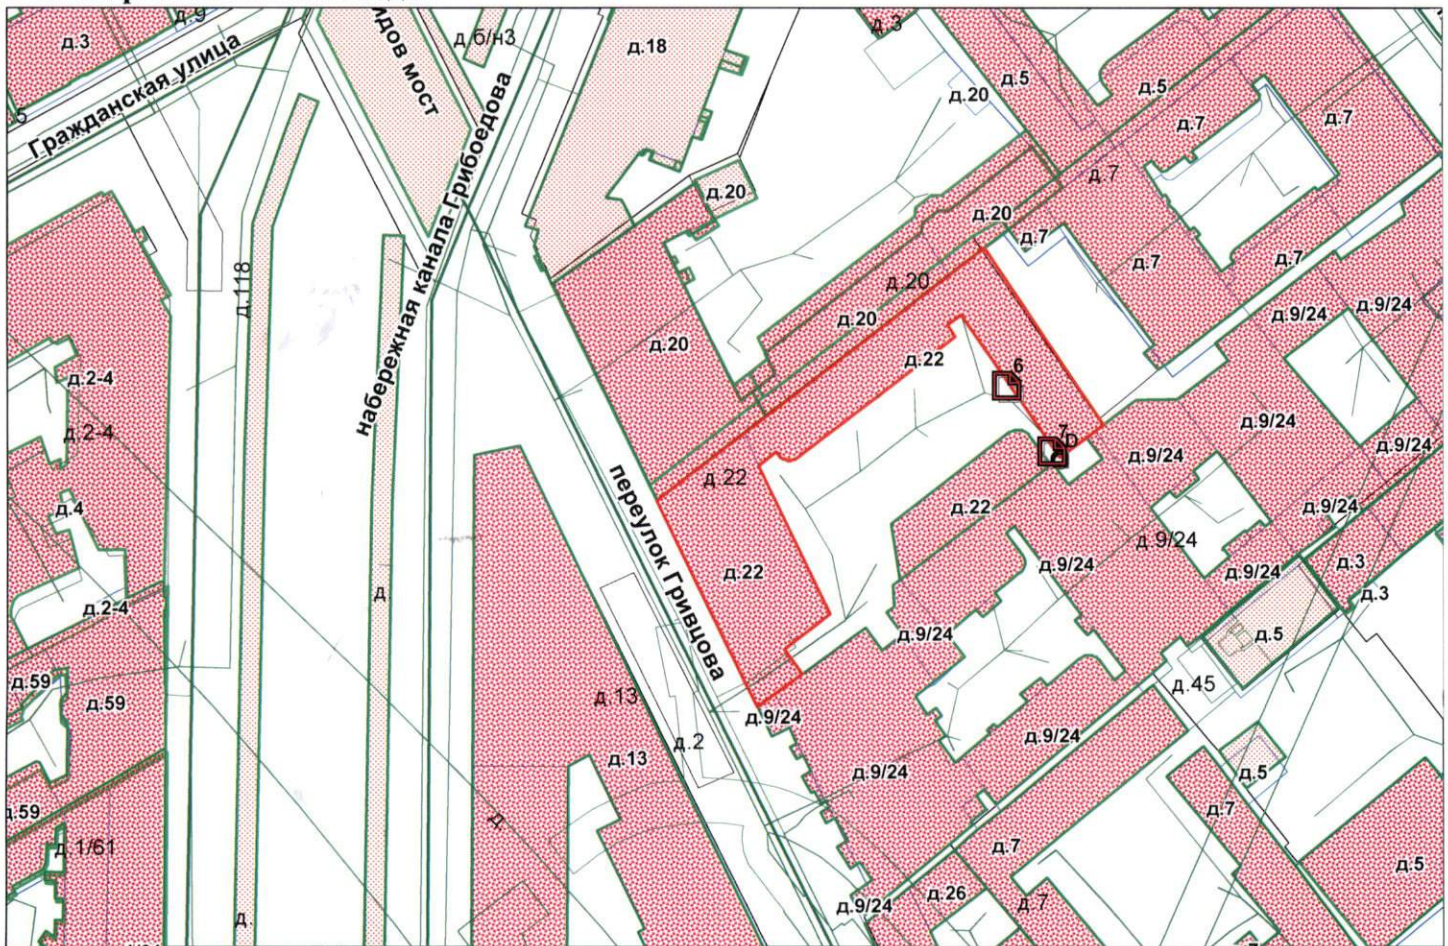 д.9
д.3
Гражданская улица
5
идов мост
д.б/н3
д.18
д.3
д.5
д.5
д.20
д.7
д.7
д.7
набережная канала Грибоедова
д.20
д.20
д.7
д.7
д.7
д.118
д.20
д.20
д.20
д.9/24
д.9/24
д.22
6
д.2-4
д.2-4
д.9/24
д.9/24
7
D
д.9/24
переулок Гривцова
д.22
д.22
д.9/24
д.4
д.9/24
д.22
д.9/24
д.9/24
д.3
д.3
д
д.2-4
д.9/24
д.5
д.59
д.59
д.13
д.45
д.9/24
д.2
д.9/24
д.13
д.9/24
д.5
д.59
д.7
д.
д.1/61
д.7
д.5
д.
д.9/24
д.26
д.7